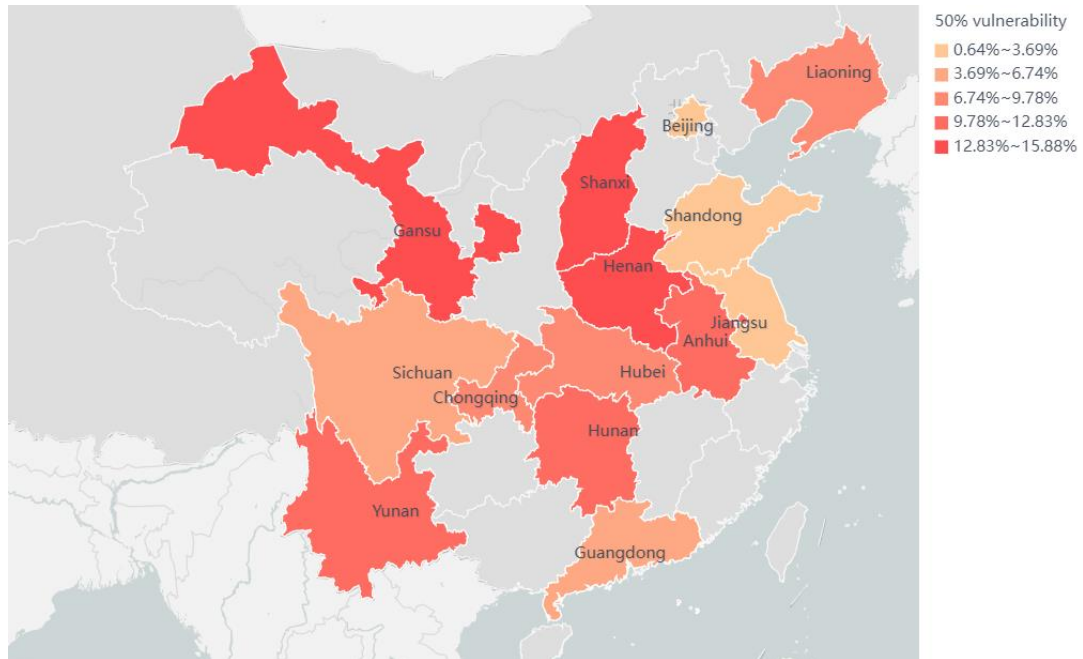 50% vulnerability
0.64%~3.69%
3.69%~6.74%
6.74%~9.78%
9.78%~12.83%
12.83%~15.88%
Liaoning
Beijing
Shanxi
Shandong
Gansu
Henan
Jiangsu
Anhui
Sichuan
Hubei
Chongqing
Hunan
Yunan
Guangdong